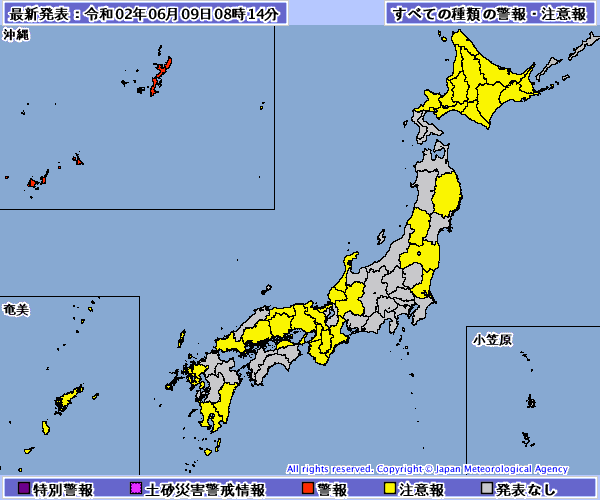 最新発表：令和02年06月09日08時14分
すべての種類の警報・注意報
沖縄
奄美
小笠原
All rights reserved. Copyright © Japan Meteorological Agency
特別警報 土砂災害警戒情報 警報 注意報 発表なし